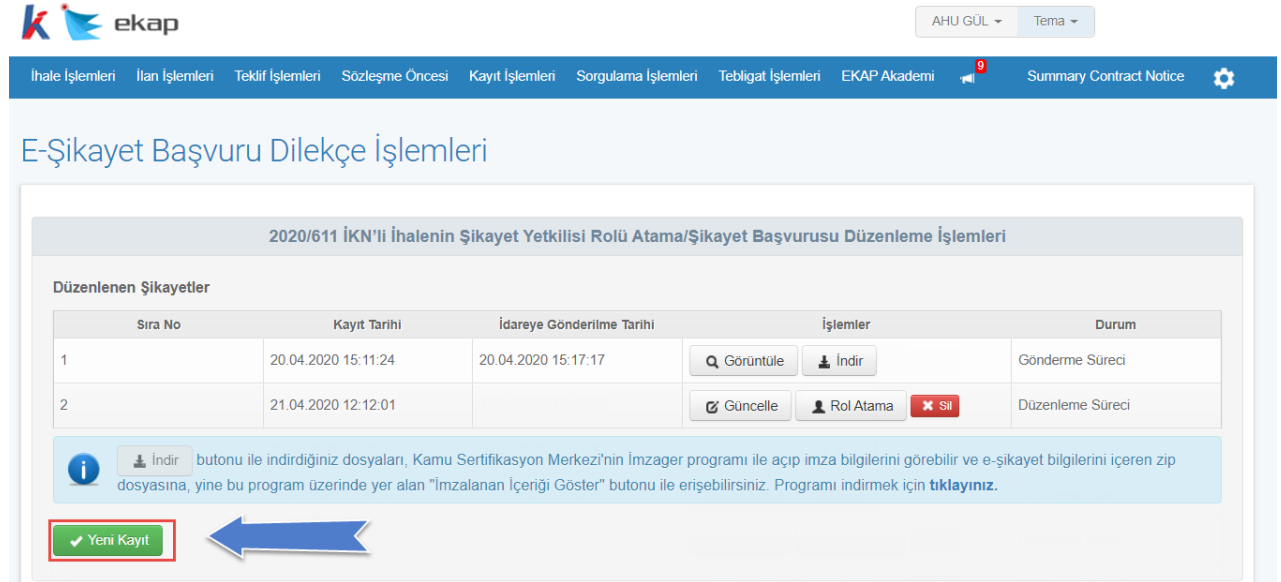 ekap
AHU GÜL Tema
İhale İşlemleri İlan İşlemleri Teklif İşlemleri Sözleşme Öncesi Kayıt İşlemleri Sorgulama İşlemleri Tebligat İşlemleri EKAP Akademi 9 Summary Contract Notice
E-Şikayet Başvuru Dilekçe İşlemleri
2020/611 İKN'li İhalenin Şikayet Yetkilisi Rolü Atama/Şikayet Başvurusu Düzenleme İşlemleri
Düzenlenen Şikayetler
Sıra No Kayıt Tarihi İdareye Gönderilme Tarihi İşlemler Durum
1 20.04.2020 15:11:24 20.04.2020 15:17:17 Görüntüle İndir Gönderme Süreci
2 21.04.2020 12:12:01 Güncelle Rol Atama Sil Düzenleme Süreci
İndir butonu ile indirdiğiniz dosyaları, Kamu Sertifikasyon Merkezi'nin İmzager programı ile açıp imza bilgilerini görebilir ve e-şikayet bilgilerini içeren zip
dosyasına, yine bu program üzerinde yer alan "İmzalanan İçeriği Göster" butonu ile erişebilirsiniz. Programı indirmek için tıklayınız.
Yeni Kayıt